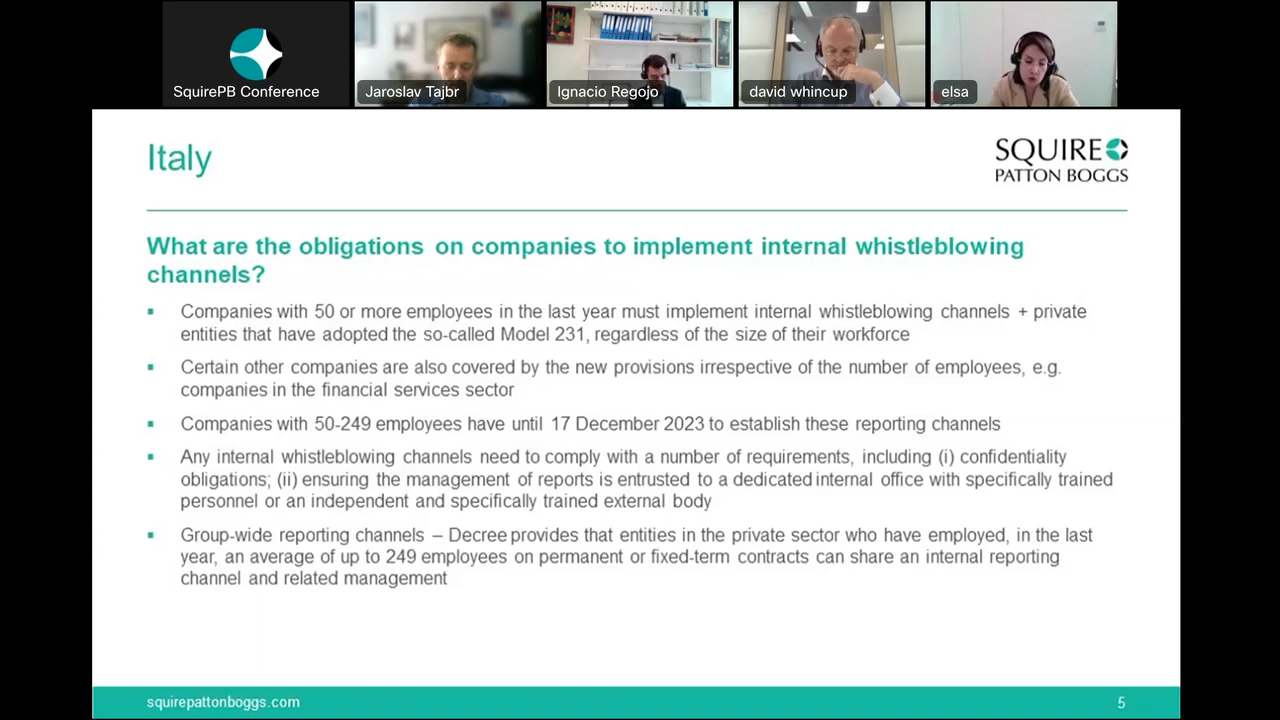 SquirePB Conference
Jaroslav Tajbr
Ignacio Regojo
david whincup
elsa
Italy
SQUIRE
PATTON BOGGS
What are the obligations on companies to implement internal whistleblowing
channels?
Companies with 50 or more employees in the last year must implement internal whistleblowing channels + private
entities that have adopted the so-called Model 231, regardless of the size of their workforce
Certain other companies are also covered by the new provisions irrespective of the number of employees, e.g.
companies in the financial services sector
Companies with 50-249 employees have until 17 December 2023 to establish these reporting channels
Any internal whistleblowing channels need to comply with a number of requirements, including (i) confidentiality
obligations; (ii) ensuring the management of reports is entrusted to a dedicated internal office with specifically trained
personnel or an independent and specifically trained external body
Group-wide reporting channels – Decree provides that entities in the private sector who have employed, in the last
year, an average of up to 249 employees on permanent or fixed-term contracts can share an internal reporting
channel and related management
squirepattonboggs.com
5